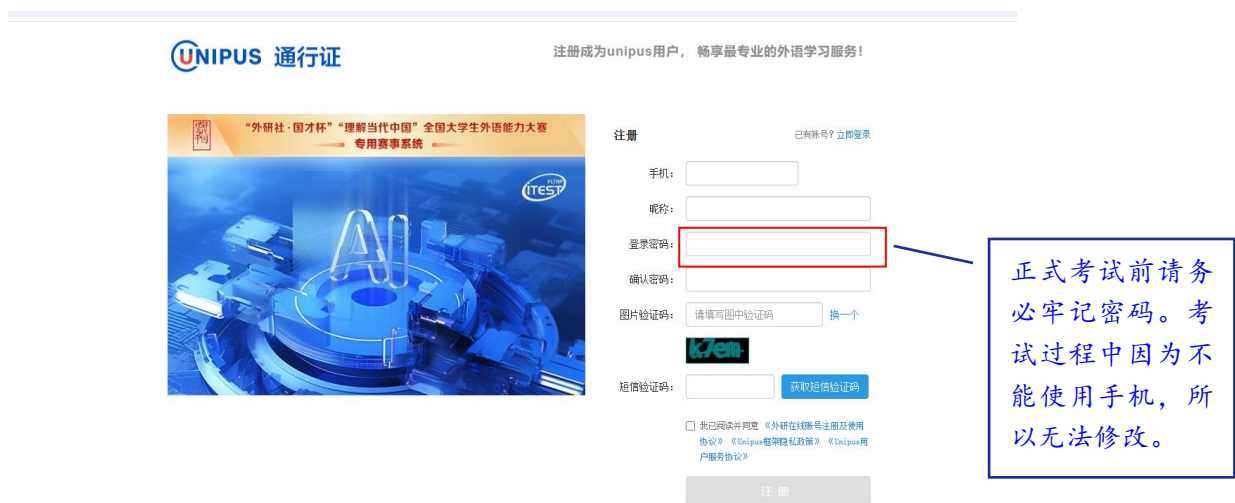 UNIPUS 通行证
注册成为unipus用户， 畅享最专业的外语学习服务！
“外研社·国才杯”“理解当代中国”全国大学生外语能力大赛
专用赛事系统
FLTRP
iTEST
AI
注册
已有账号？立即登录
手机：
昵称：
登录密码：
确认密码：
图片验证码：
请填写图中验证码
换一个
k7em
短信验证码：
获取短信验证码
我已阅读并同意 《外研在线账号注册及使用
协议》 《Unipus框架隐私政策》 《Unipus用
户服务协议》
注 册
正式考试前请务
必牢记密码。考
试过程中因为不
能使用手机，所
以无法修改。